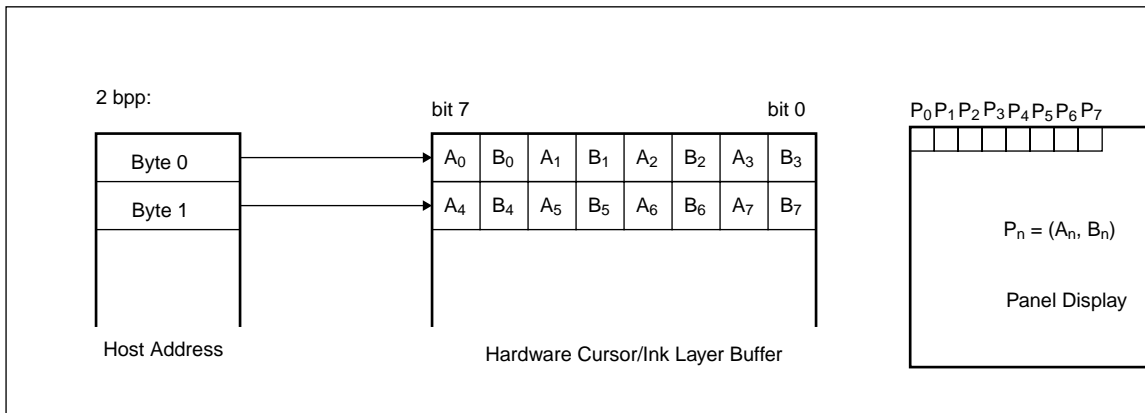 2 bpp:
bit 7 bit 0
P₀ P₁ P₂ P₃ P₄ P₅ P₆ P₇
Byte 0 A₀ B₀ A₁ B₁ A₂ B₂ A₃ B₃
Byte 1 A₄ B₄ A₅ B₅ A₆ B₆ A₇ B₇
Pₙ = (Aₙ, Bₙ)
Panel Display
Host Address
Hardware Cursor/Ink Layer Buffer